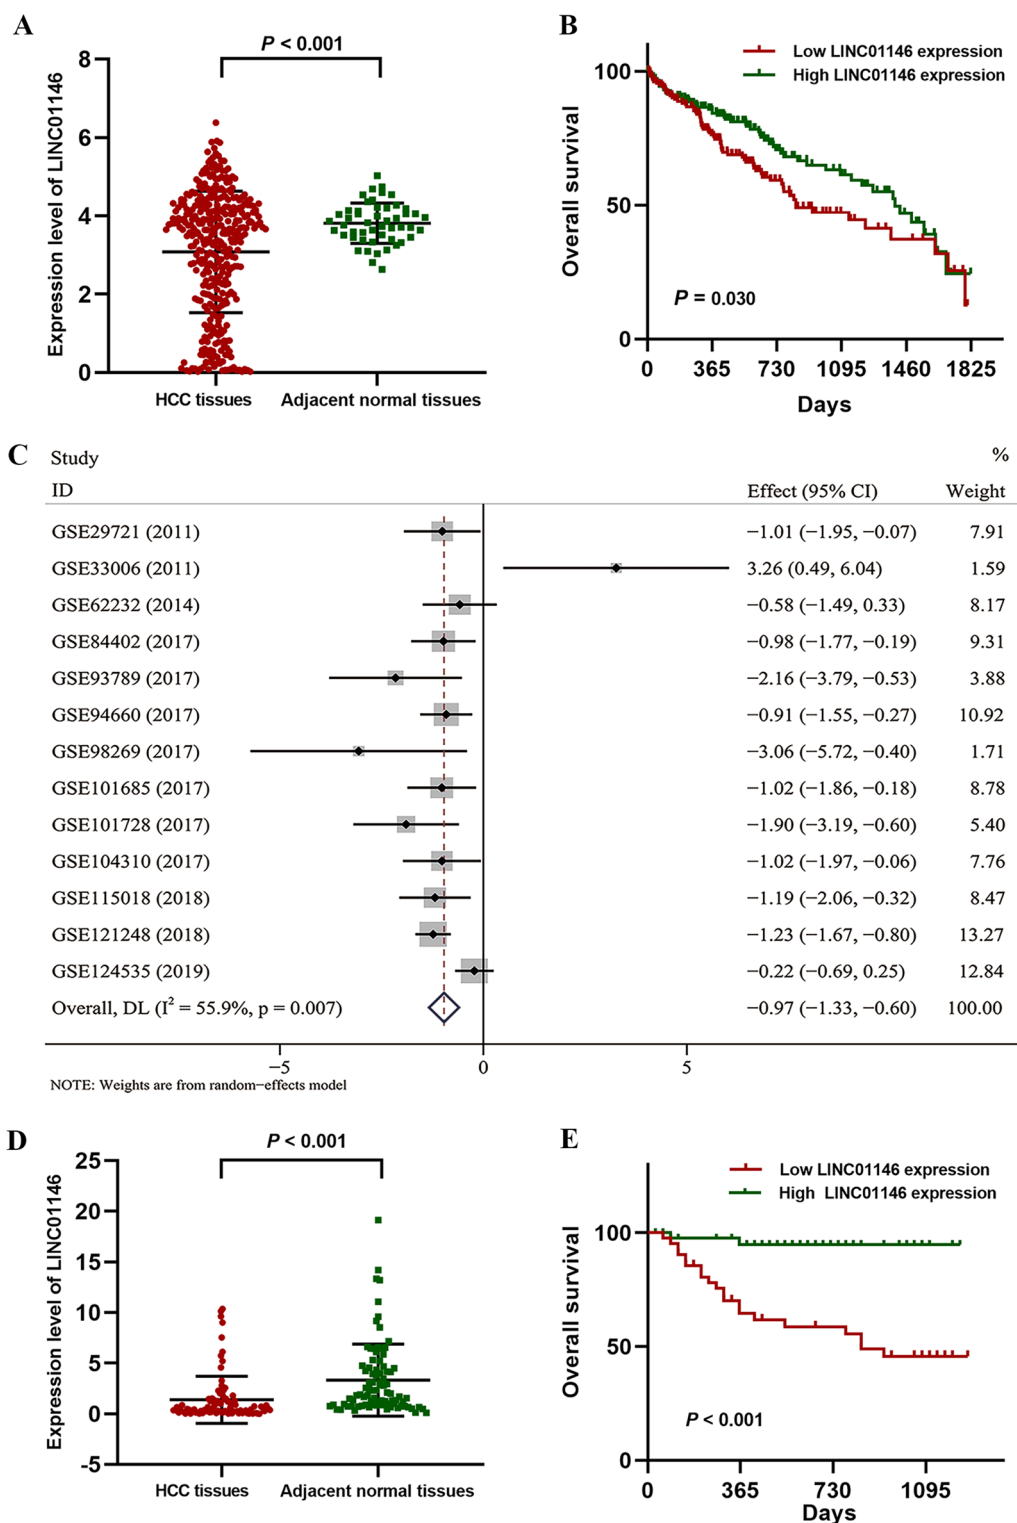 A
P < 0.001
Expression level of LINC01146
8
6
4
2
0
HCC tissues
Adjacent normal tissues
B
Low LINC01146 expression
High LINC01146 expression
Overall survival
100
50
0
P = 0.030
0 365 730 1095 1460 1825
Days
C
Study %
ID Effect (95% CI) Weight
GSE29721 (2011) −1.01 (−1.95, −0.07) 7.91
GSE33006 (2011) 3.26 (0.49, 6.04) 1.59
GSE62232 (2014) −0.58 (−1.49, 0.33) 8.17
GSE84402 (2017) −0.98 (−1.77, −0.19) 9.31
GSE93789 (2017) −2.16 (−3.79, −0.53) 3.88
GSE94660 (2017) −0.91 (−1.55, −0.27) 10.92
GSE98269 (2017) −3.06 (−5.72, −0.40) 1.71
GSE101685 (2017) −1.02 (−1.86, −0.18) 8.78
GSE101728 (2017) −1.90 (−3.19, −0.60) 5.40
GSE104310 (2017) −1.02 (−1.97, −0.06) 7.76
GSE115018 (2018) −1.19 (−2.06, −0.32) 8.47
GSE121248 (2018) −1.23 (−1.67, −0.80) 13.27
GSE124535 (2019) −0.22 (−0.69, 0.25) 12.84
Overall, DL (I² = 55.9%, p = 0.007) −0.97 (−1.33, −0.60) 100.00
−5 0 5
NOTE: Weights are from random−effects model
D
P < 0.001
Expression level of LINC01146
25
20
15
10
5
0
-5
HCC tissues
Adjacent normal tissues
E
Low LINC01146 expression
High LINC01146 expression
Overall survival
100
50
0
P < 0.001
0 365 730 1095
Days